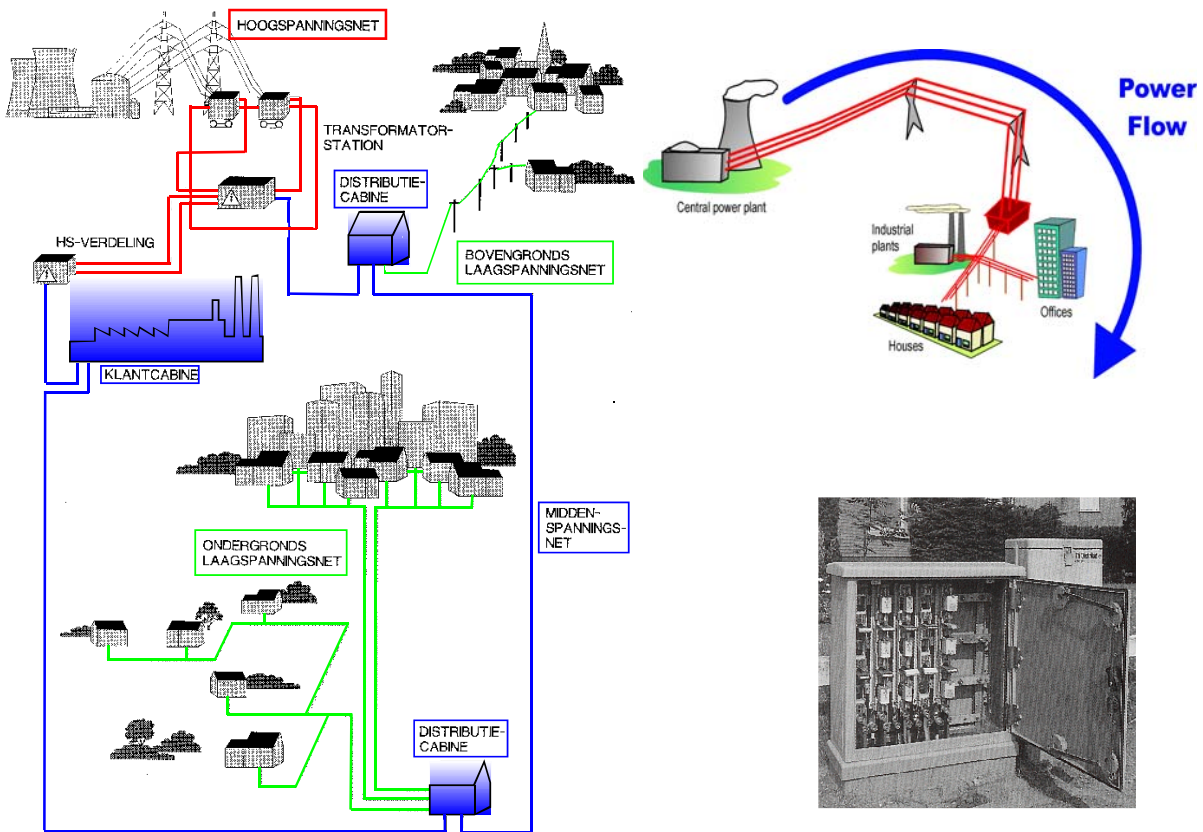 HOOGSPANNINGSNET
TRANSFORMATOR-
STATION
DISTRIBUTIE-
CABINE
HS-VERDELING
BOVENGRONDS
LAAGSPANNINGSNET
KLANTCABINE
MIDDEN-
SPANNINGS-
NET
ONDERGRONDS
LAAGSPANNINGSNET
DISTRIBUTIE-
CABINE
Power
Flow
Central power plant
Industrial
plants
Offices
Houses